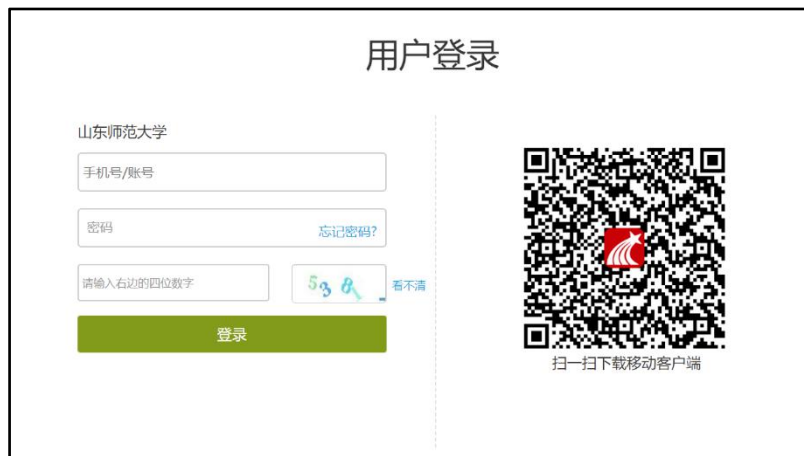 用户登录
山东师范大学
手机号/账号
密码
忘记密码?
请输入右边的四位数字
看不清
登录
扫一扫下载移动客户端